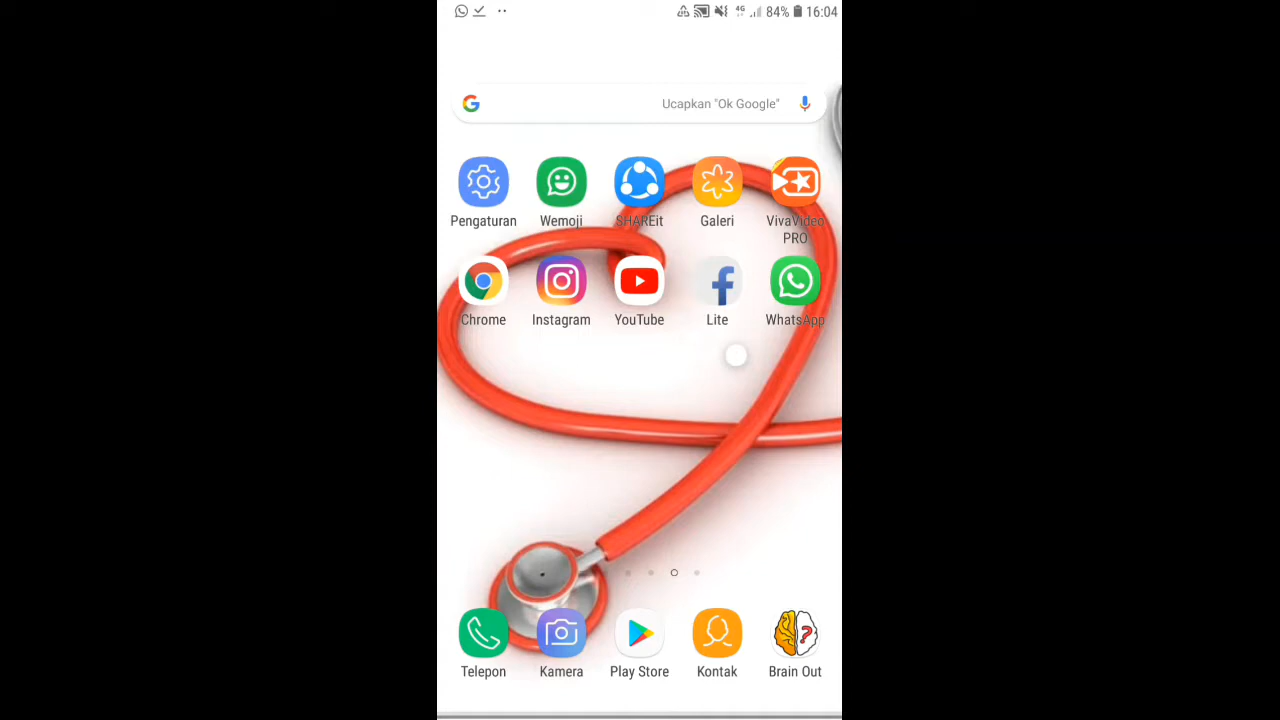 4G 84% 16:04
Ucapkan "Ok Google"
Pengaturan Wemoji SHAREit Galeri VivaVideo PRO
Chrome Instagram YouTube Lite WhatsApp
Telepon Kamera Play Store Kontak Brain Out